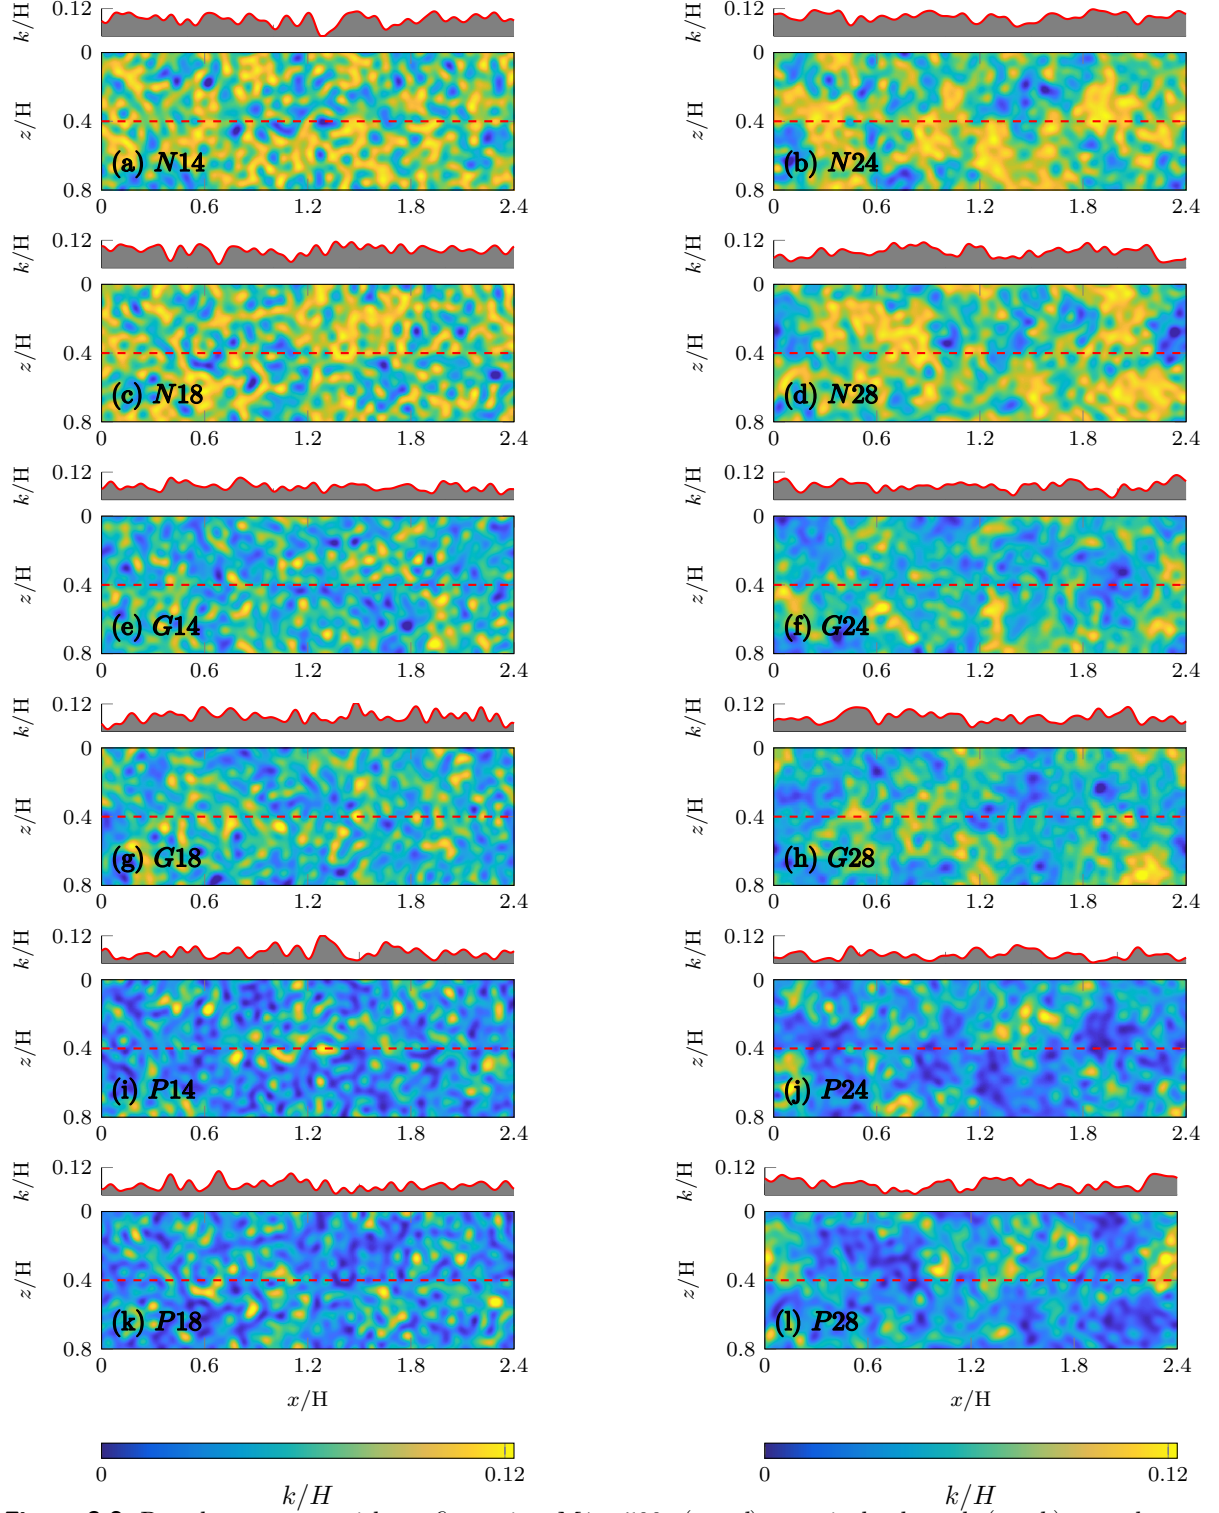 k/H 0.12
k/H 0.12
z/H 0 0.4 0.8
(a) N14
0 0.6 1.2 1.8 2.4
z/H 0 0.4 0.8
(b) N24
0 0.6 1.2 1.8 2.4
k/H 0.12
k/H 0.12
z/H 0 0.4 0.8
(c) N18
0 0.6 1.2 1.8 2.4
z/H 0 0.4 0.8
(d) N28
0 0.6 1.2 1.8 2.4
k/H 0.12
k/H 0.12
z/H 0 0.4 0.8
(e) G14
0 0.6 1.2 1.8 2.4
z/H 0 0.4 0.8
(f) G24
0 0.6 1.2 1.8 2.4
k/H 0.12
k/H 0.12
z/H 0 0.4 0.8
(g) G18
0 0.6 1.2 1.8 2.4
z/H 0 0.4 0.8
(h) G28
0 0.6 1.2 1.8 2.4
k/H 0.12
k/H 0.12
z/H 0 0.4 0.8
(i) P14
0 0.6 1.2 1.8 2.4
z/H 0 0.4 0.8
(j) P24
0 0.6 1.2 1.8 2.4
k/H 0.12
k/H 0.12
z/H 0 0.4 0.8
(k) P18
0 0.6 1.2 1.8 2.4
x/H
z/H 0 0.4 0.8
(l) P28
0 0.6 1.2 1.8 2.4
x/H
0 0.12
k/H
0 0.12
k/H